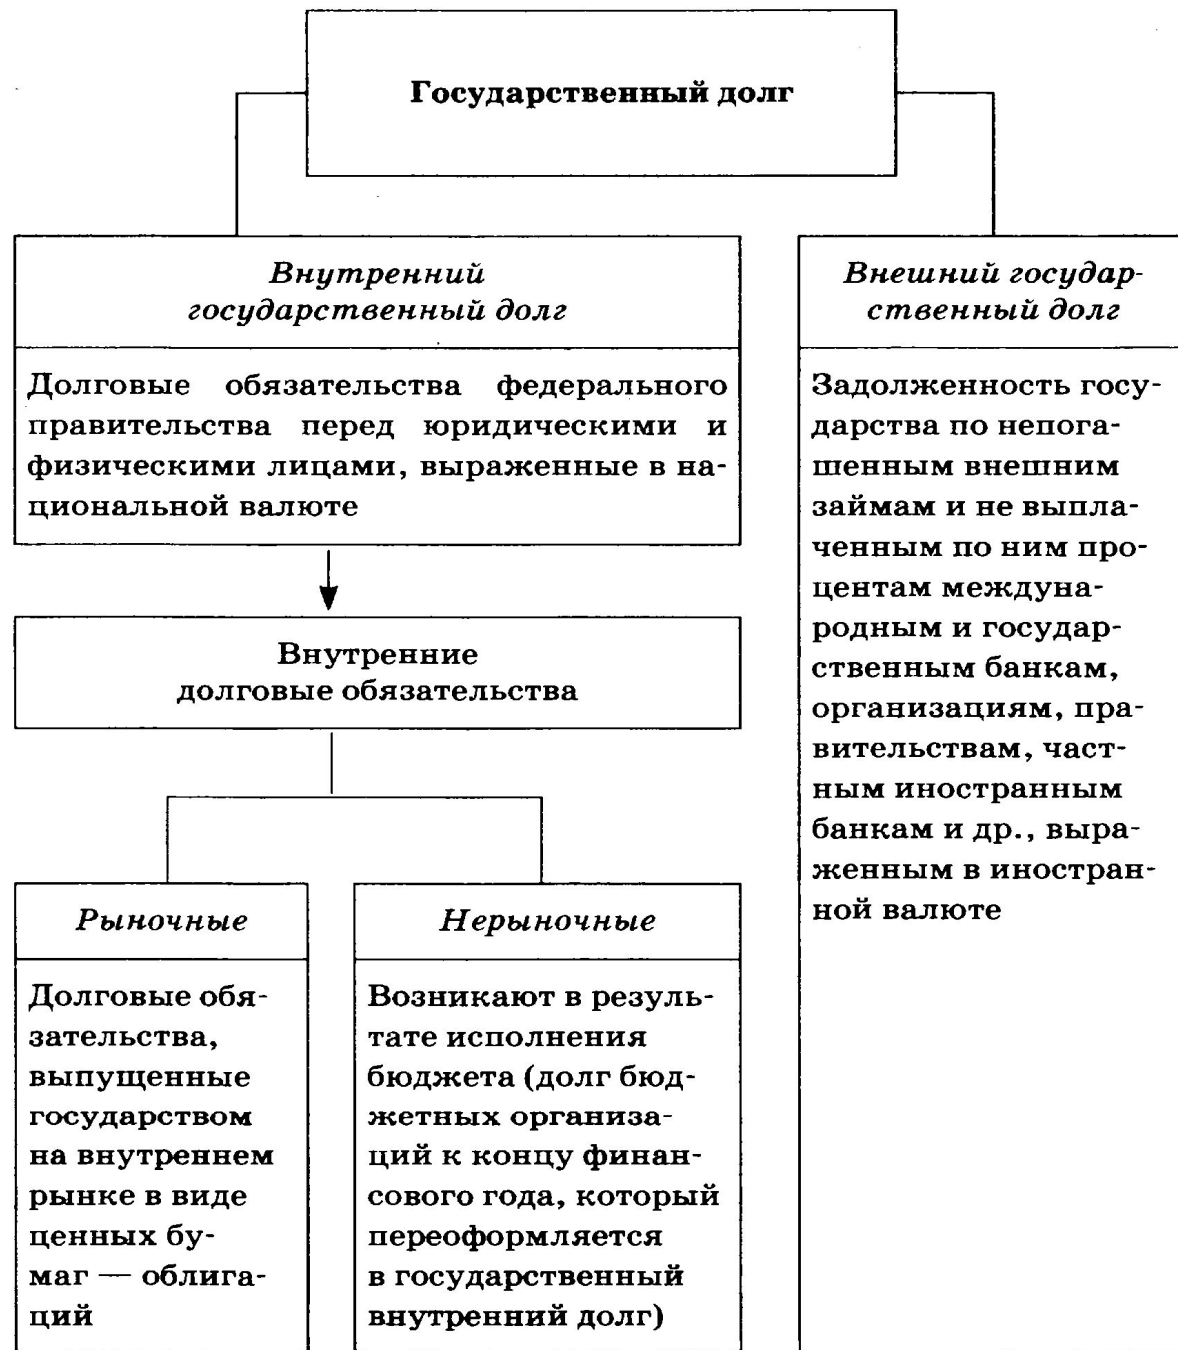 Государственный долг
Внутренний
государственный долг
Долговые обязательства федерального
правительства перед юридическими и
физическими лицами, выраженные в на-
циональной валюте
Внутренние
долговые обязательства
Рыночные
Долговые обя-
зательства,
выпущенные
государством
на внутреннем
рынке в виде
ценных бу-
маг — облига-
ций
Нерыночные
Возникают в резуль-
тате исполнения
бюджета (долг бюд-
жетных организа-
ций к концу финан-
сового года, который
переоформляется
в государственный
внутренний долг)
Внешний государ-
ственный долг
Задолженность госу-
дарства по непога-
шенным внешним
займам и не выпла-
ченным по ним про-
центам междуна-
родным и государ-
ственным банкам,
организациям, пра-
вительствам, част-
ным иностранным
банкам и др., выра-
женным в иностран-
ной валюте